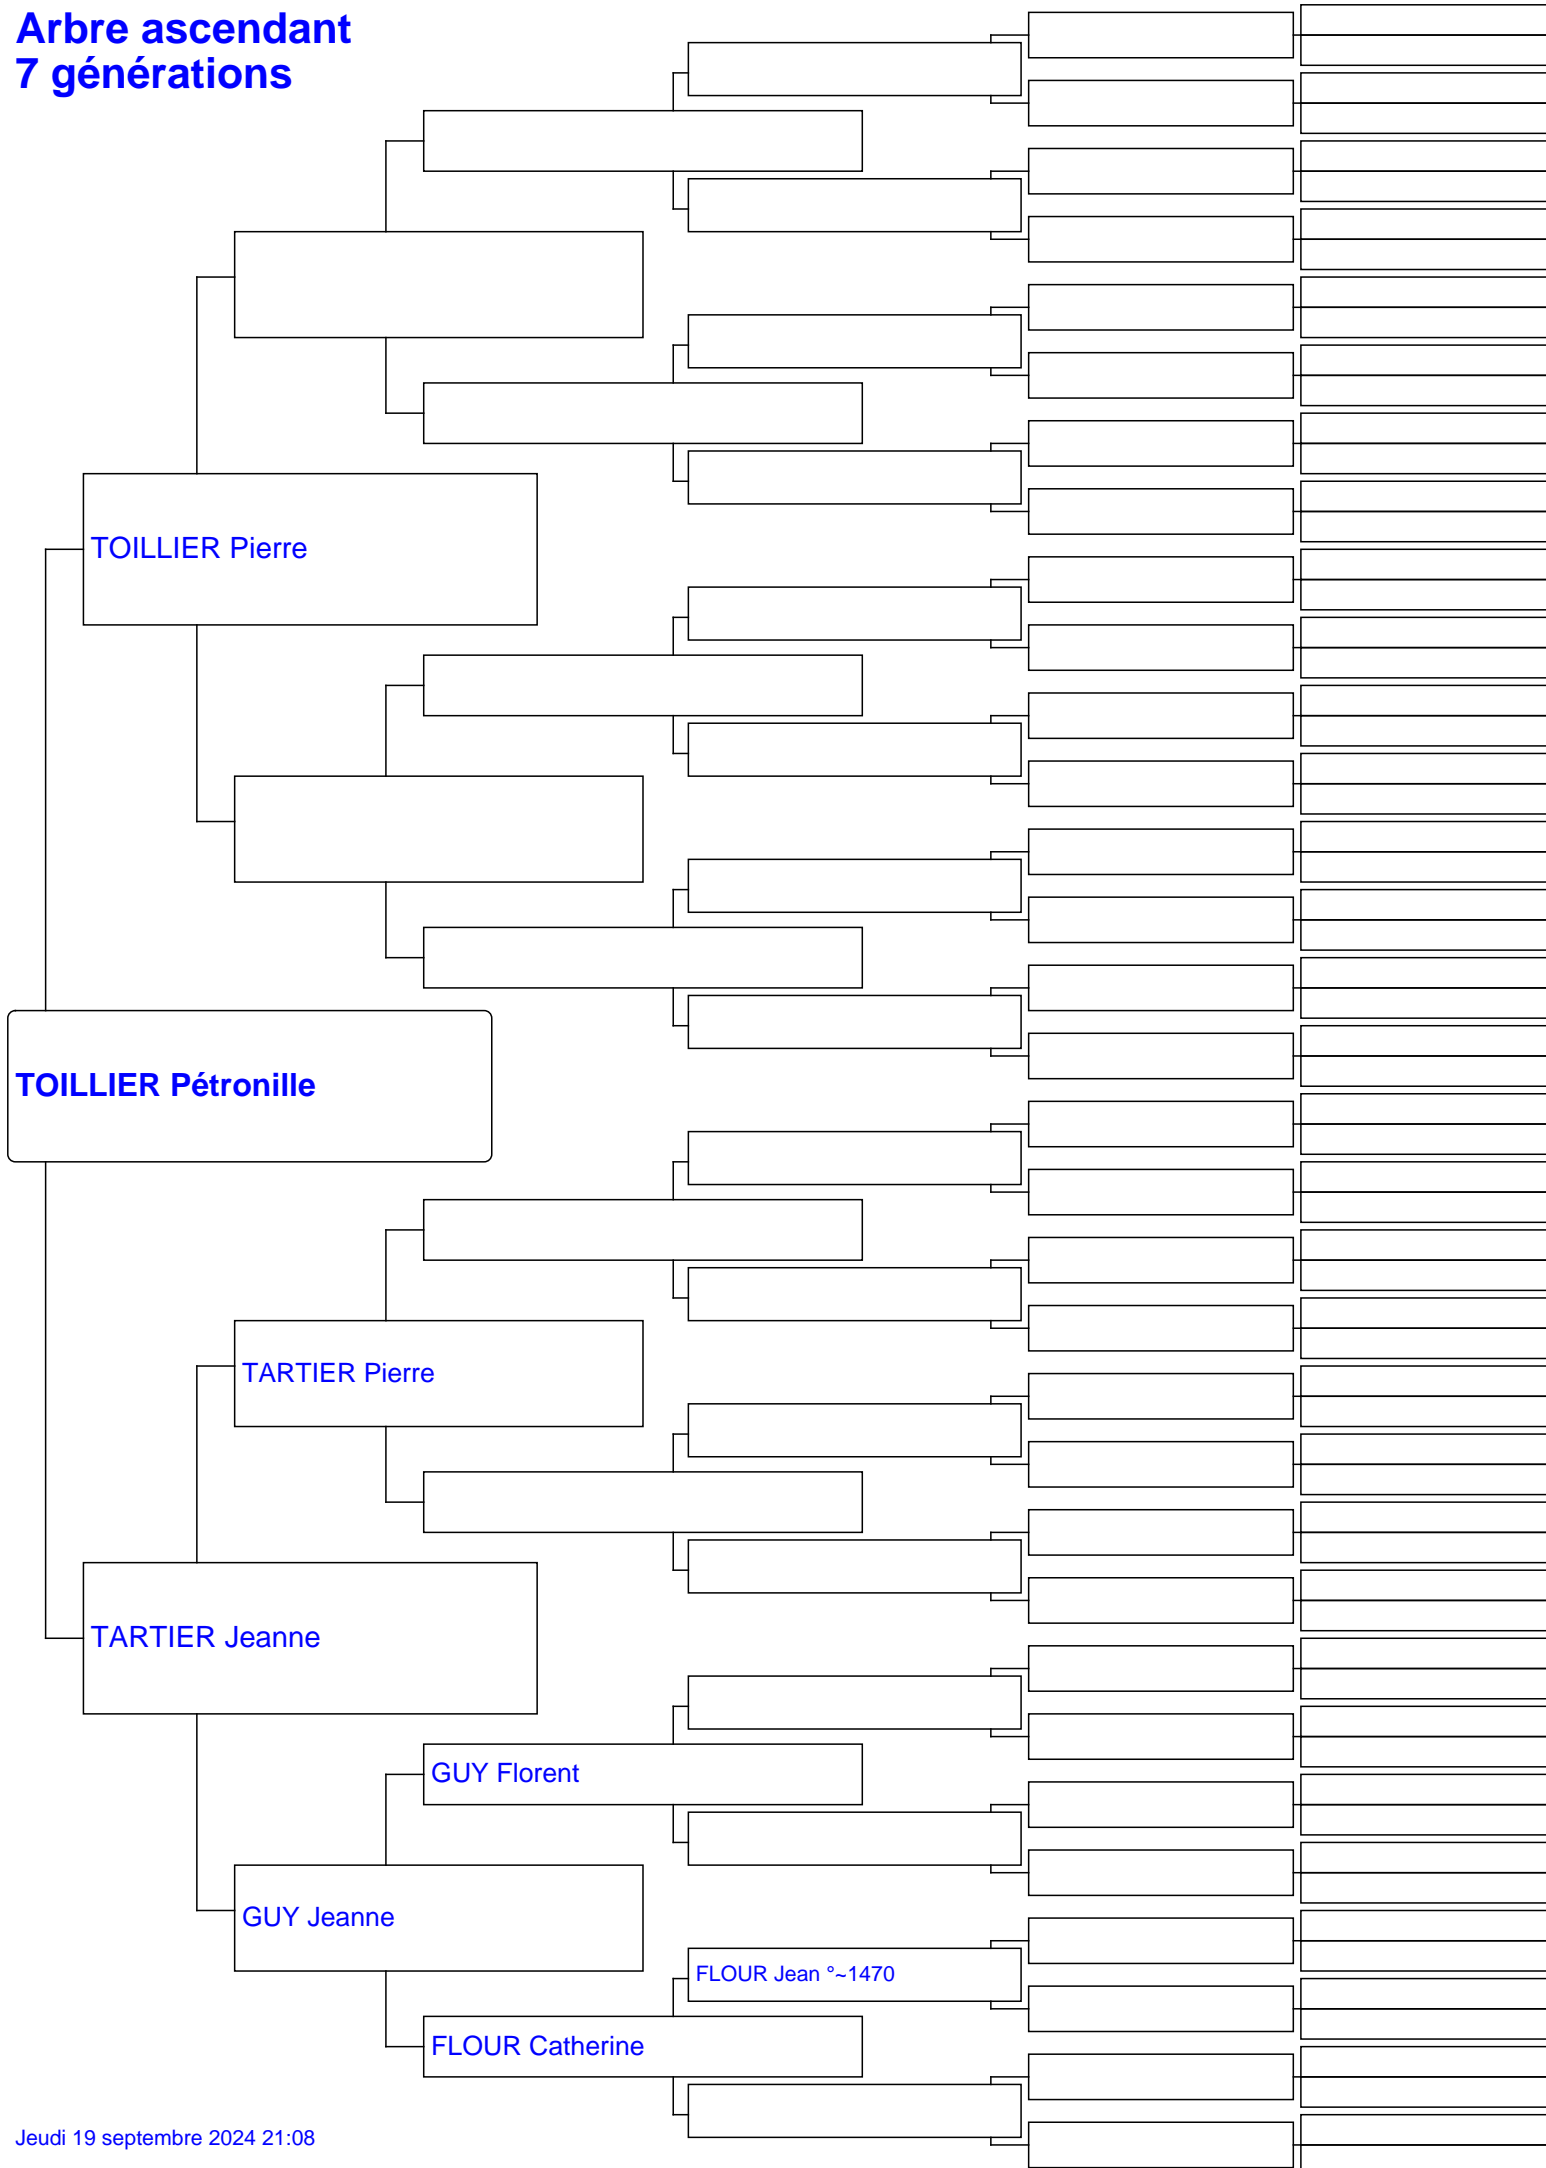 Arbre ascendant
7 générations
TOILLIER Pierre
TOILLIER Pétronille
TARTIER Pierre
TARTIER Jeanne
GUY Florent
GUY Jeanne
FLOUR Jean °~1470
FLOUR Catherine
Jeudi 19 septembre 2024 21:08